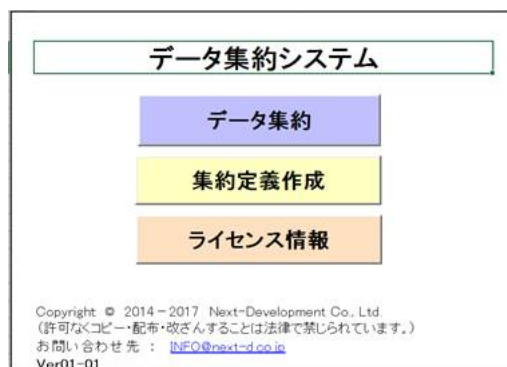 データ集約システム
データ集約
集約定義作成
ライセンス情報
Copyright © 2014－2017 Next-Development Co., Ltd.
（許可なくコピー・配布・改ざんすることは法律で禁じられています。）
お問い合わせ先 ： INFO@next-d.co.jp
Ver01-01